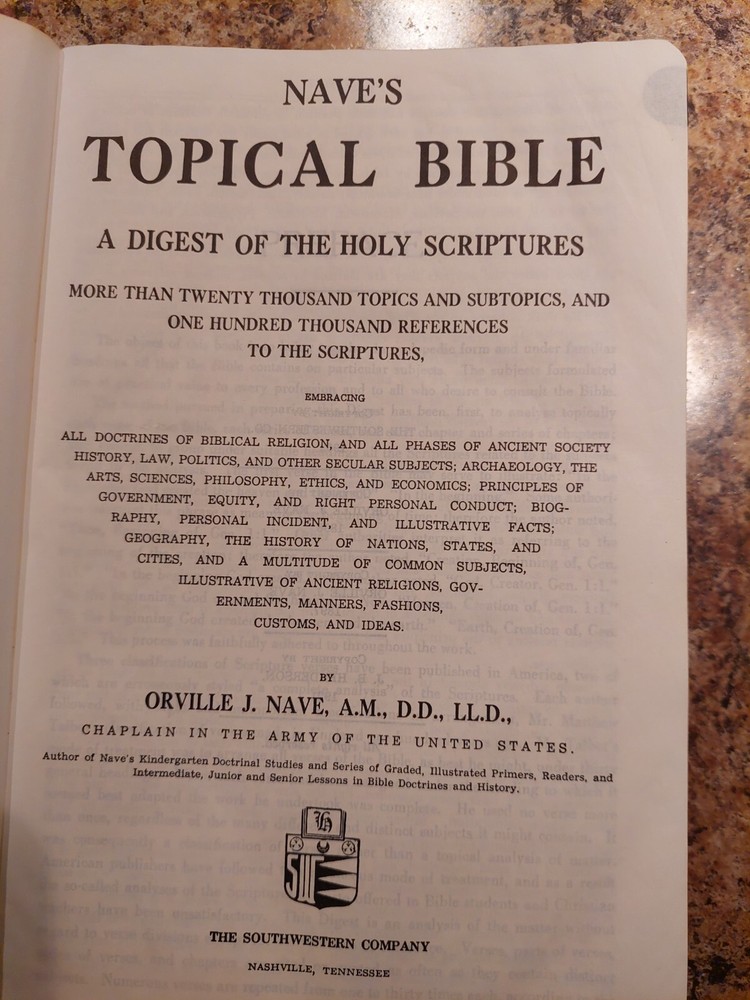 NAVE'S
TOPICAL BIBLE
A DIGEST OF THE HOLY SCRIPTURES
MORE THAN TWENTY THOUSAND TOPICS AND SUBTOPICS, AND
ONE HUNDRED THOUSAND REFERENCES
TO THE SCRIPTURES,
EMBRACING
ALL DOCTRINES OF BIBLICAL RELIGION, AND ALL PHASES OF ANCIENT SOCIETY
HISTORY, LAW, POLITICS, AND OTHER SECULAR SUBJECTS; ARCHAEOLOGY, THE
ARTS, SCIENCES, PHILOSOPHY, ETHICS, AND ECONOMICS; PRINCIPLES OF
GOVERNMENT, EQUITY, AND RIGHT PERSONAL CONDUCT; BIOG-
RAPHY, PERSONAL INCIDENT, AND ILLUSTRATIVE FACTS;
GEOGRAPHY, THE HISTORY OF NATIONS, STATES, AND
CITIES, AND A MULTITUDE OF COMMON SUBJECTS,
ILLUSTRATIVE OF ANCIENT RELIGIONS, GOV-
ERNMENTS, MANNERS, FASHIONS,
CUSTOMS, AND IDEAS.
BY
ORVILLE J. NAVE, A.M., D.D., LL.D.,
CHAPLAIN IN THE ARMY OF THE UNITED STATES.
Author of Nave's Kindergarten Doctrinal Studies and Series of Graded, Illustrated Primers, Readers, and
Intermediate, Junior and Senior Lessons in Bible Doctrines and History.
THE SOUTHWESTERN COMPANY
NASHVILLE, TENNESSEE